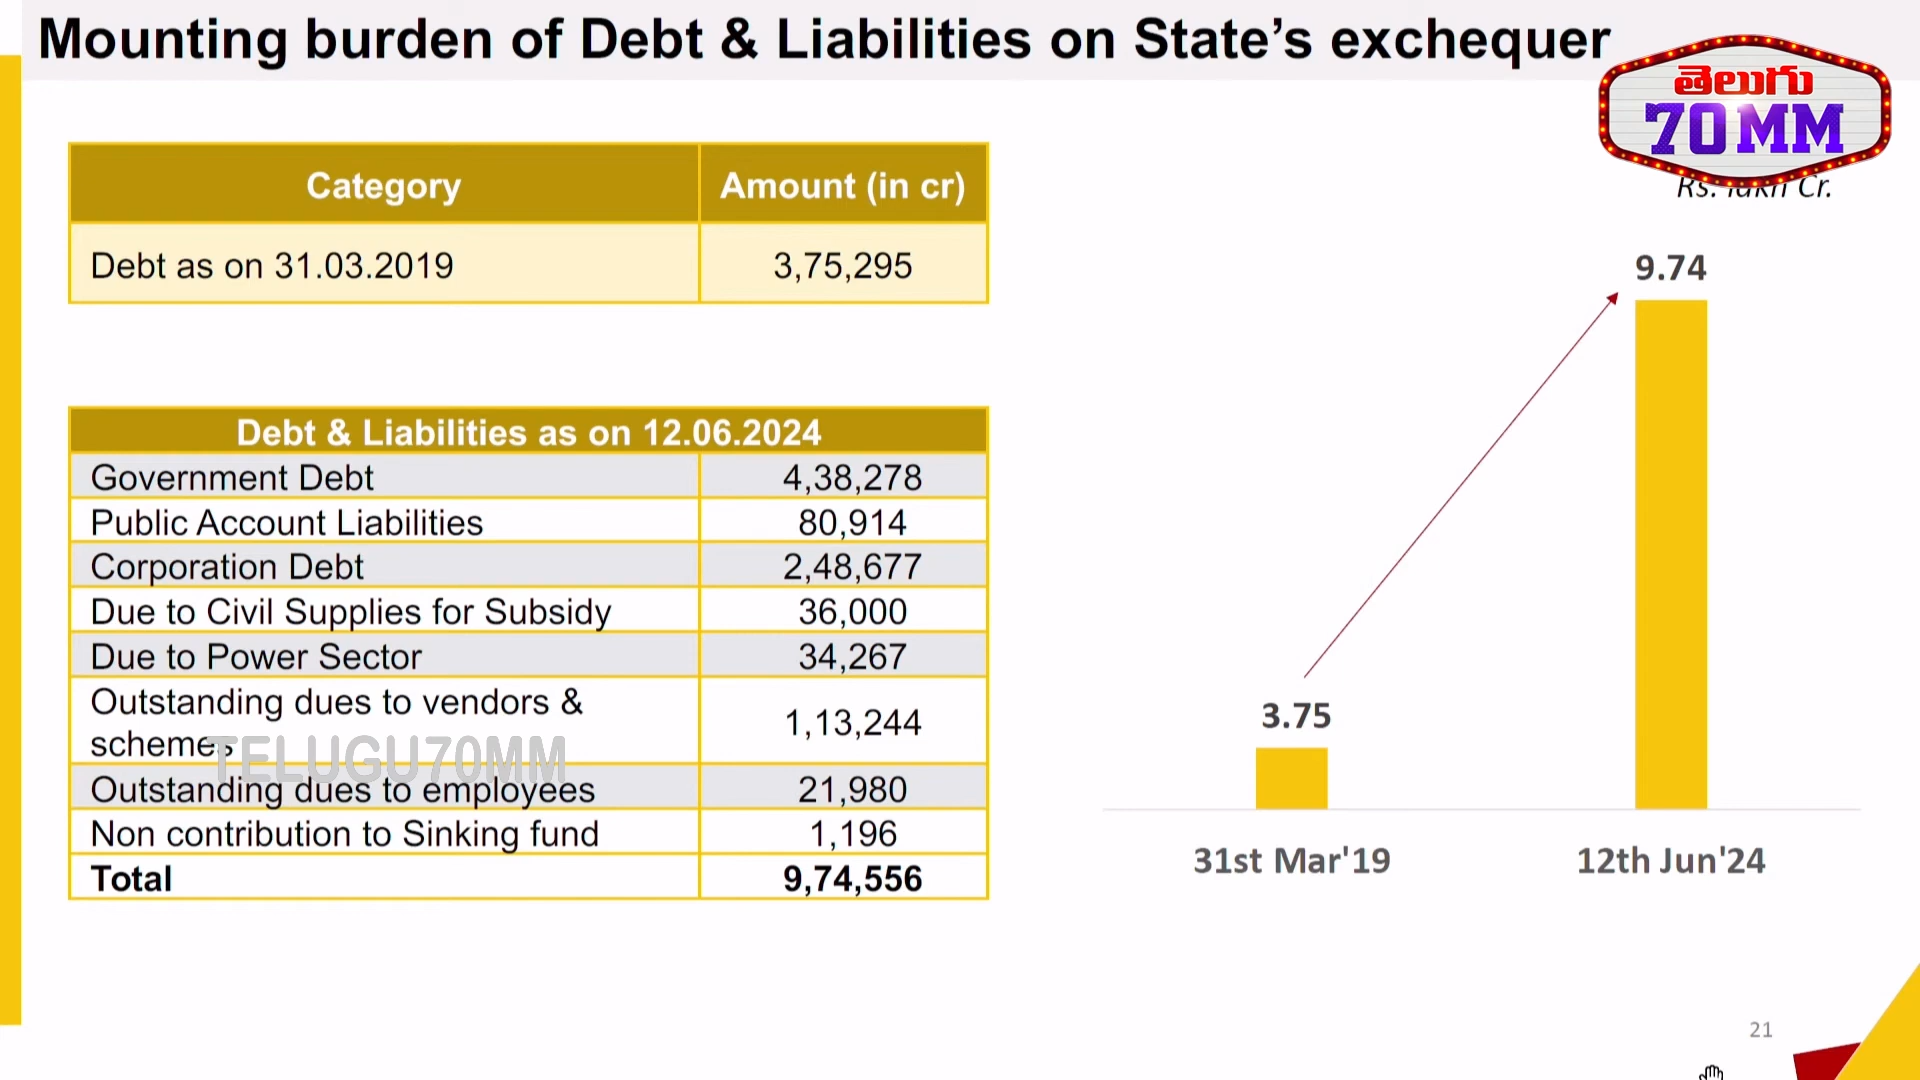 Mounting burden of Debt & Liabilities on State's exchequer
తెలుగు
70MM
Rs. lakh Cr.
Category Amount (in cr)
Debt as on 31.03.2019 3,75,295
Debt & Liabilities as on 12.06.2024
Government Debt 4,38,278
Public Account Liabilities 80,914
Corporation Debt 2,48,677
Due to Civil Supplies for Subsidy 36,000
Due to Power Sector 34,267
Outstanding dues to vendors &
schemes 1,13,244
TELUGU70MM
Outstanding dues to employees 21,980
Non contribution to Sinking fund 1,196
Total 9,74,556
9.74
3.75
31st Mar'19 12th Jun'24
21